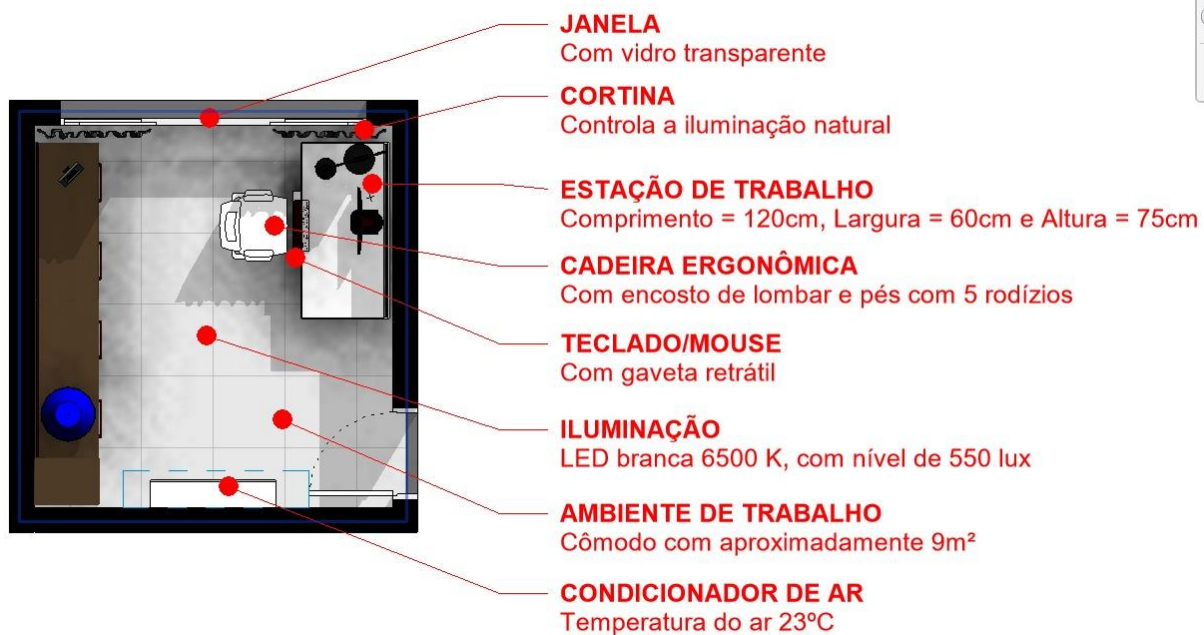 JANELA
Com vidro transparente
CORTINA
Controla a iluminação natural
ESTAÇÃO DE TRABALHO
Comprimento = 120cm, Largura = 60cm e Altura = 75cm
CADEIRA ERGONÔMICA
Com encosto de lombar e pés com 5 rodízios
TECLADO/MOUSE
Com gaveta retrátil
ILUMINAÇÃO
LED branca 6500 K, com nível de 550 lux
AMBIENTE DE TRABALHO
Cômodo com aproximadamente 9m²
CONDICIONADOR DE AR
Temperatura do ar 23ºC